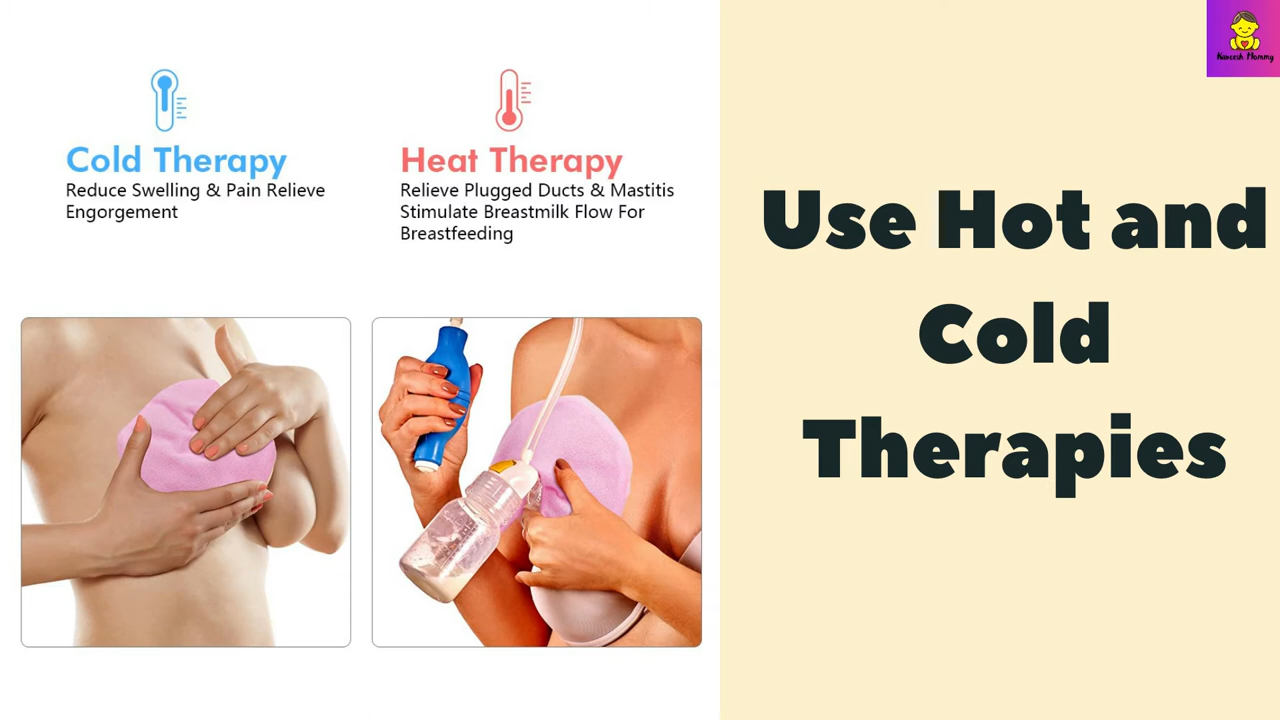 Cold Therapy
Reduce Swelling & Pain Relieve
Engorgement
Heat Therapy
Relieve Plugged Ducts & Mastitis
Stimulate Breastmilk Flow For
Breastfeeding
Use Hot and
Cold
Therapies